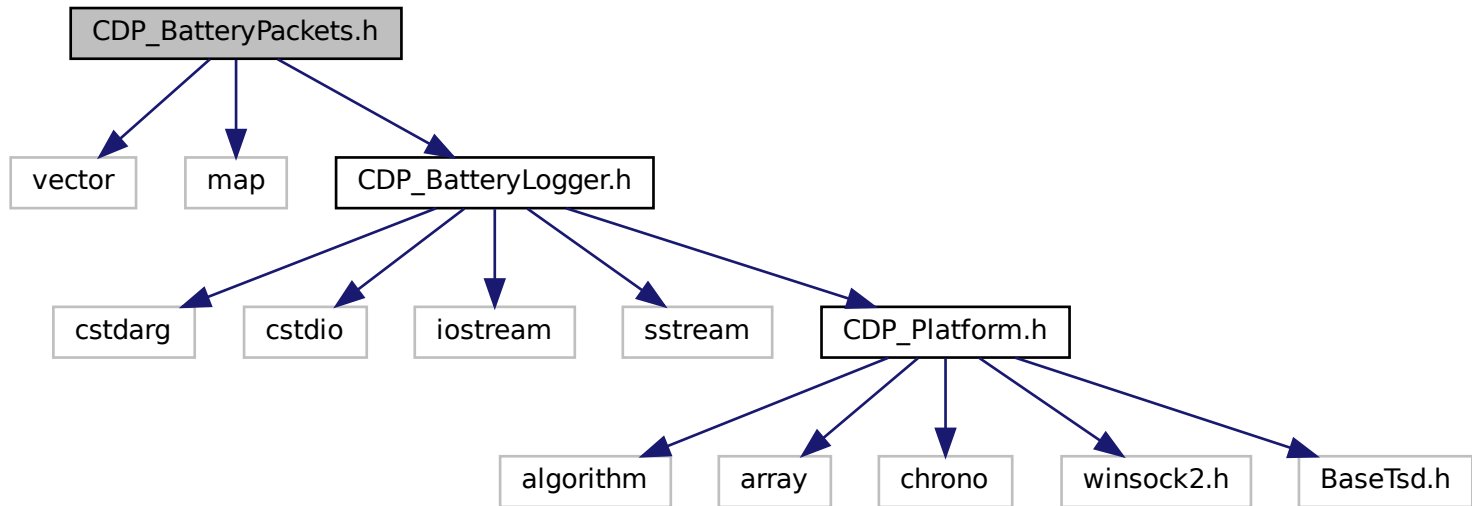 CDP_BatteryPackets.h
vector
map
CDP_BatteryLogger.h
cstdarg
cstdio
iostream
sstream
CDP_Platform.h
algorithm
array
chrono
winsock2.h
BaseTsd.h